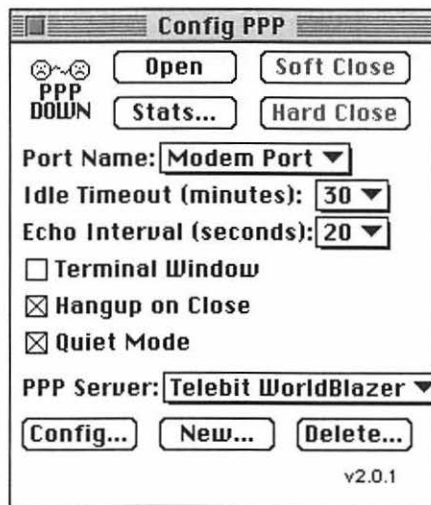 Config PPP
Open Soft Close
PPP
DOWN Stats... Hard Close
Port Name: Modem Port
Idle Timeout (minutes): 30
Echo Interval (seconds): 20
Terminal Window
Hangup on Close
Quiet Mode
PPP Server: Telebit WorldBlazer
Config... New... Delete...
v2.0.1